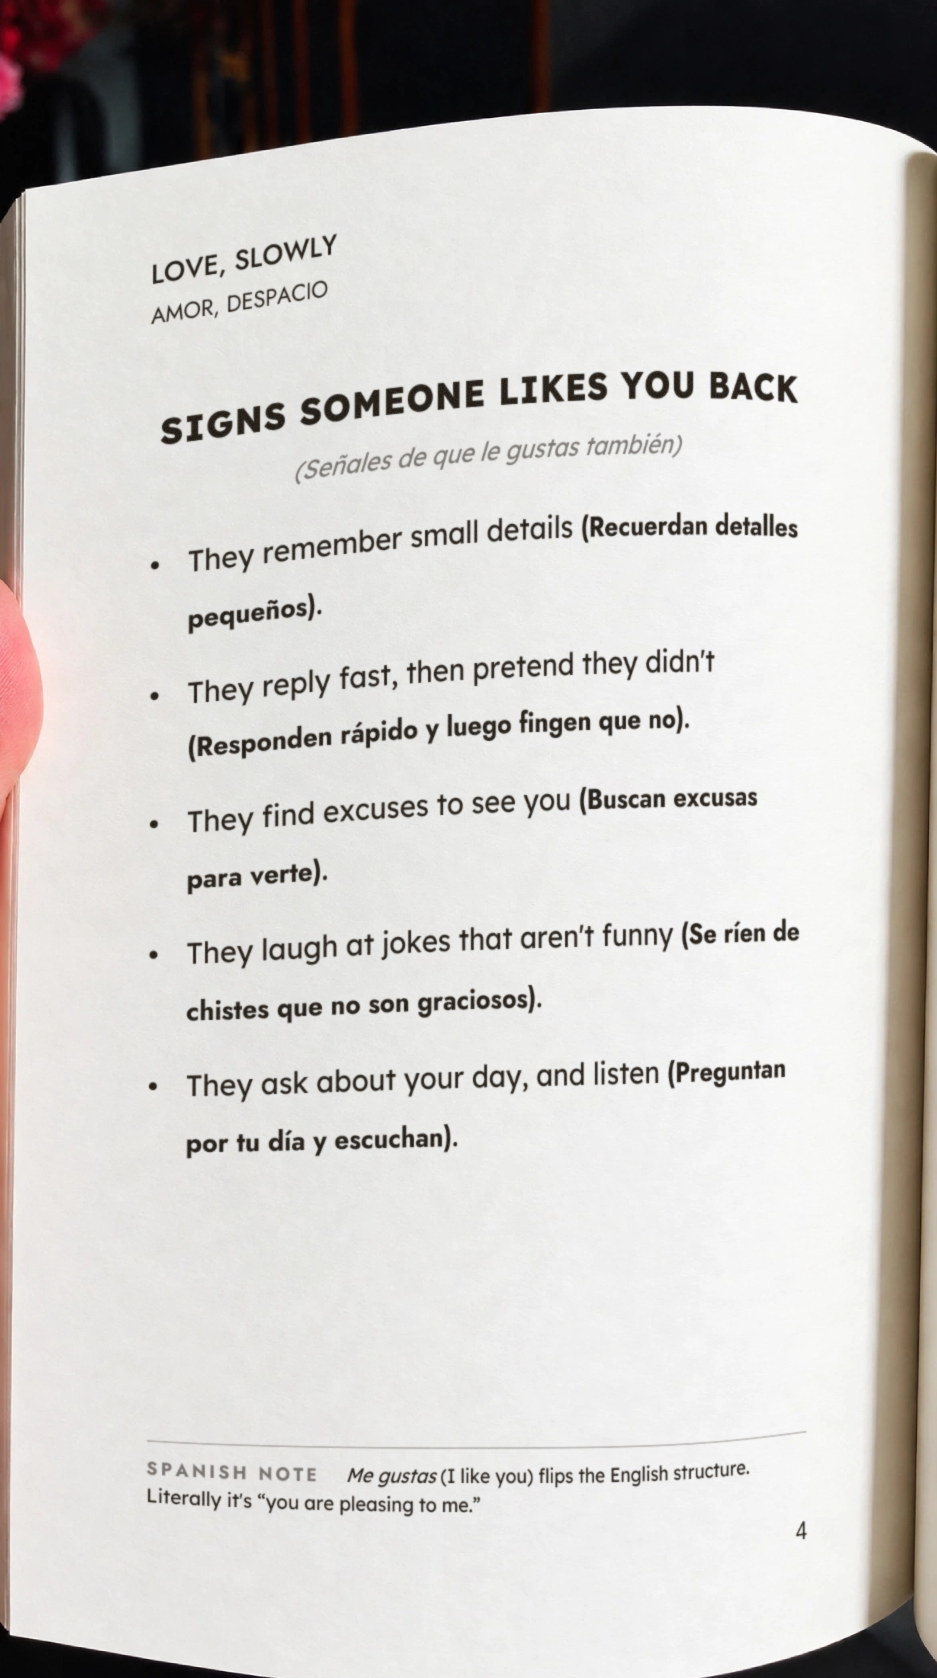 LOVE, SLOWLY
AMOR, DESPACIO
SIGNS SOMEONE LIKES YOU BACK
(Señales de que le gustas también)
• They remember small details (Recuerdan detalles
pequeños).
• They reply fast, then pretend they didn't
(Responden rápido y luego fingen que no).
• They find excuses to see you (Buscan excusas
para verte).
• They laugh at jokes that aren't funny (Se ríen de
chistes que no son graciosos).
• They ask about your day, and listen (Preguntan
por tu día y escuchan).
SPANISH NOTE Me gustas (I like you) flips the English structure.
Literally it's “you are pleasing to me.”
4